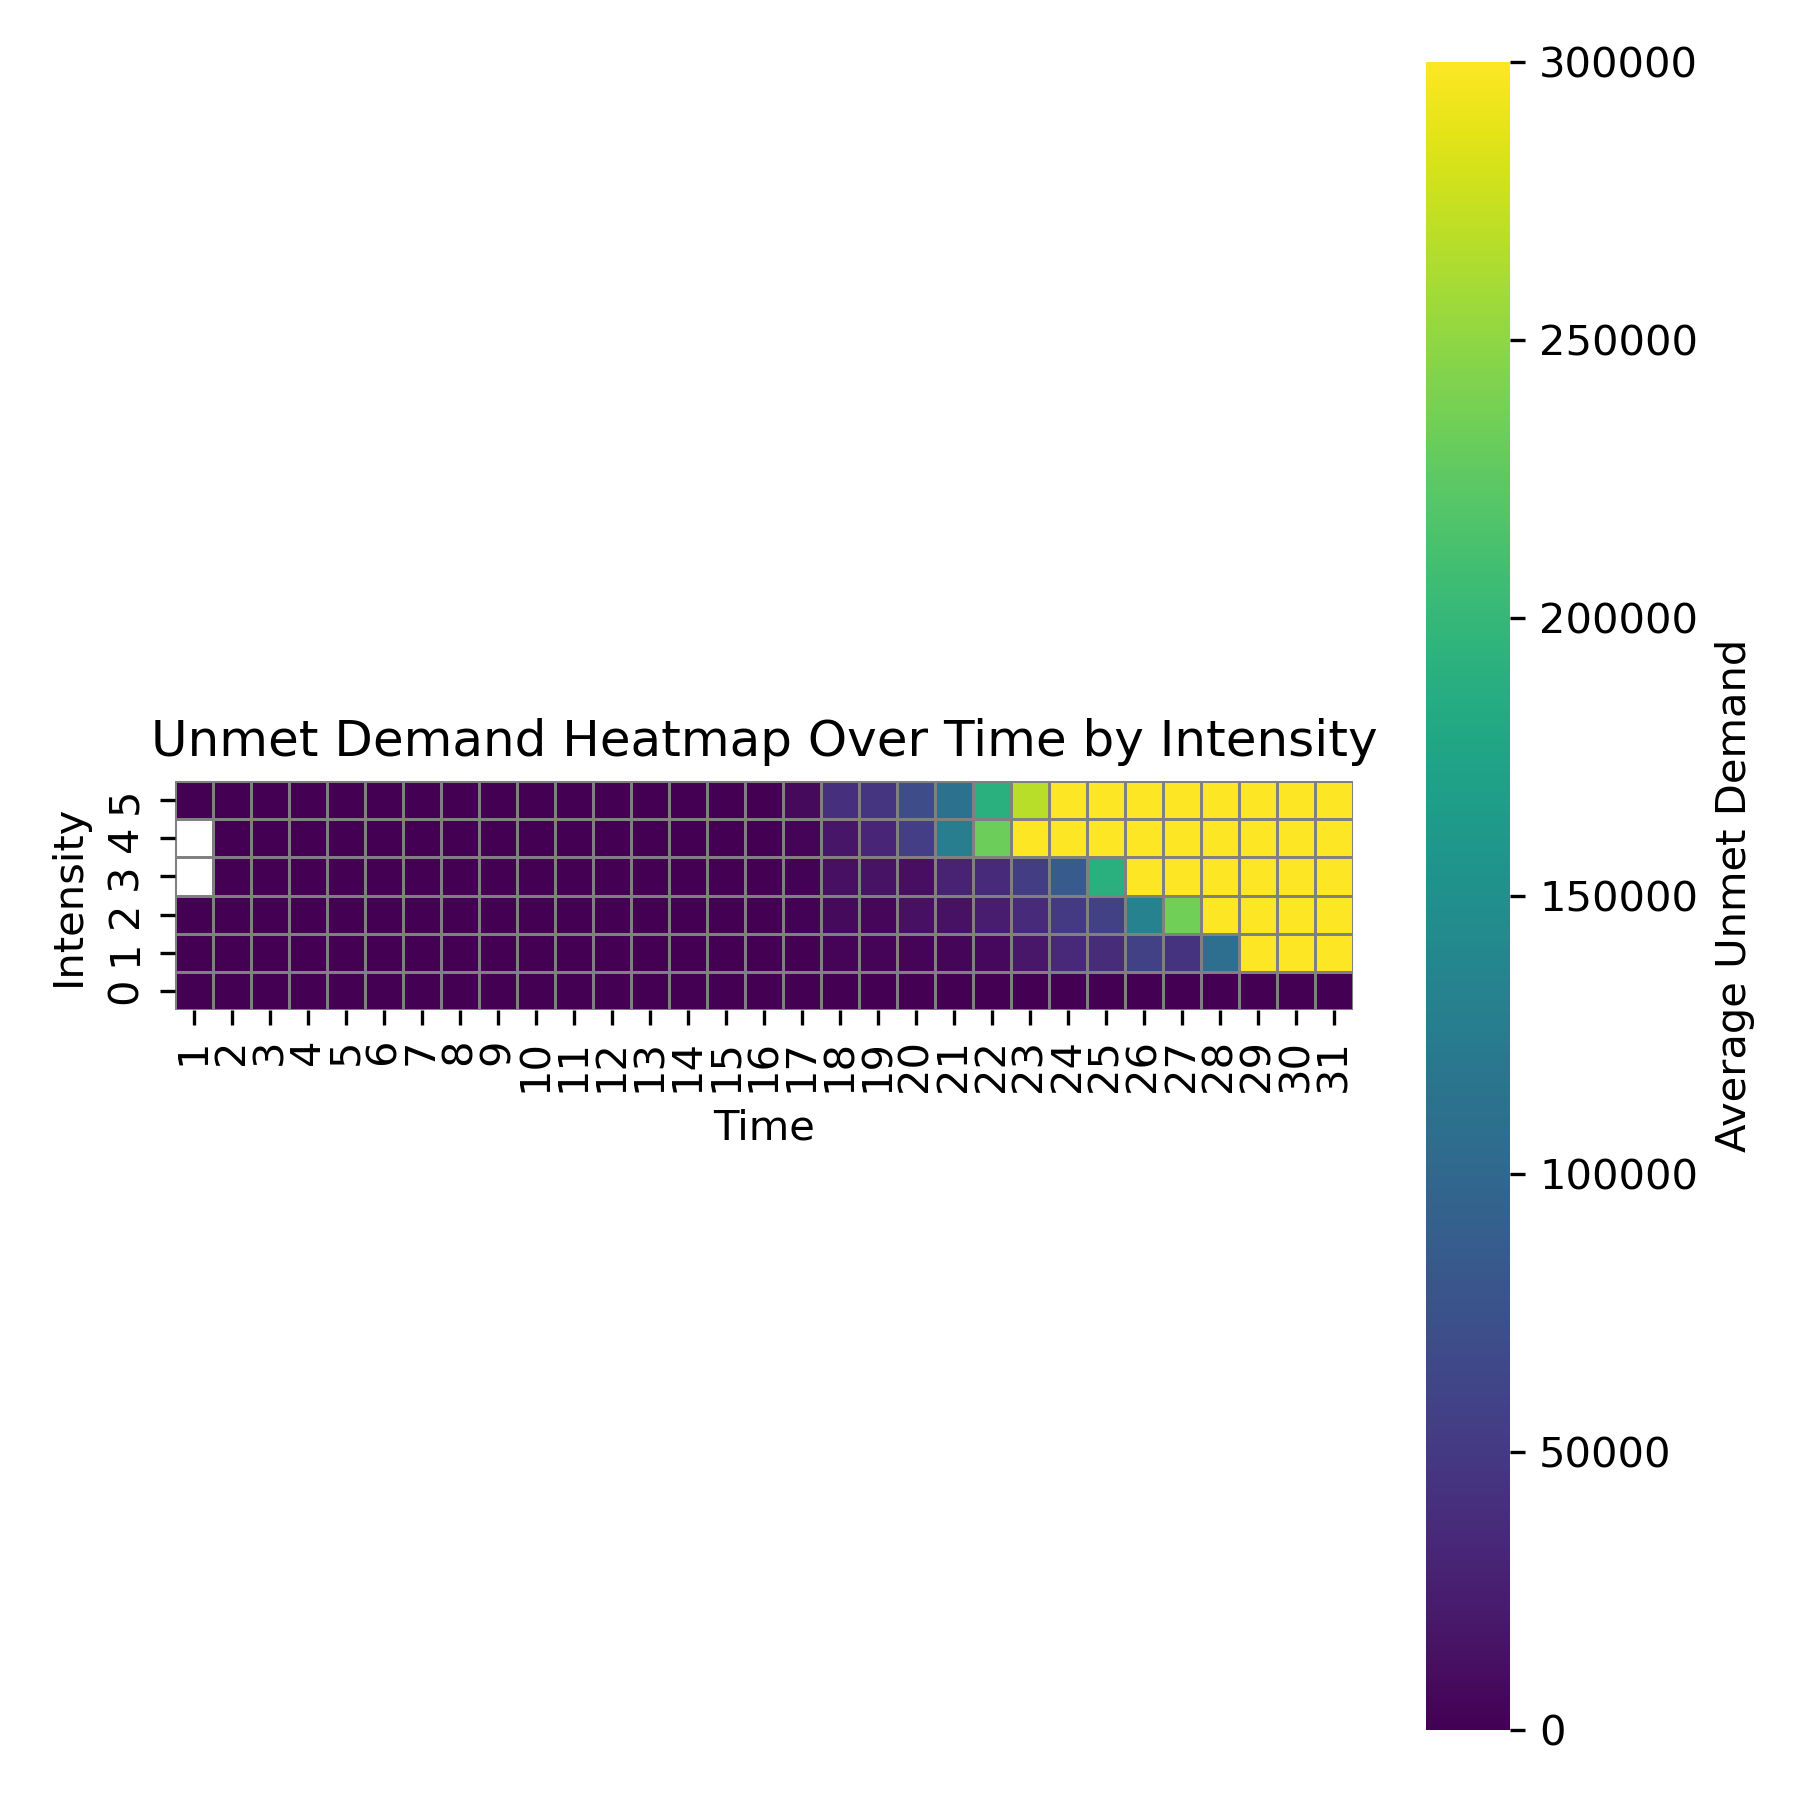 Unmet Demand Heatmap Over Time by Intensity
Intensity
5
4
3
2
1
0
1 2 3 4 5 6 7 8 9 10 11 12 13 14 15 16 17 18 19 20 21 22 23 24 25 26 27 28 29 30 31
Time
300000
250000
200000
150000
100000
50000
0
Average Unmet Demand